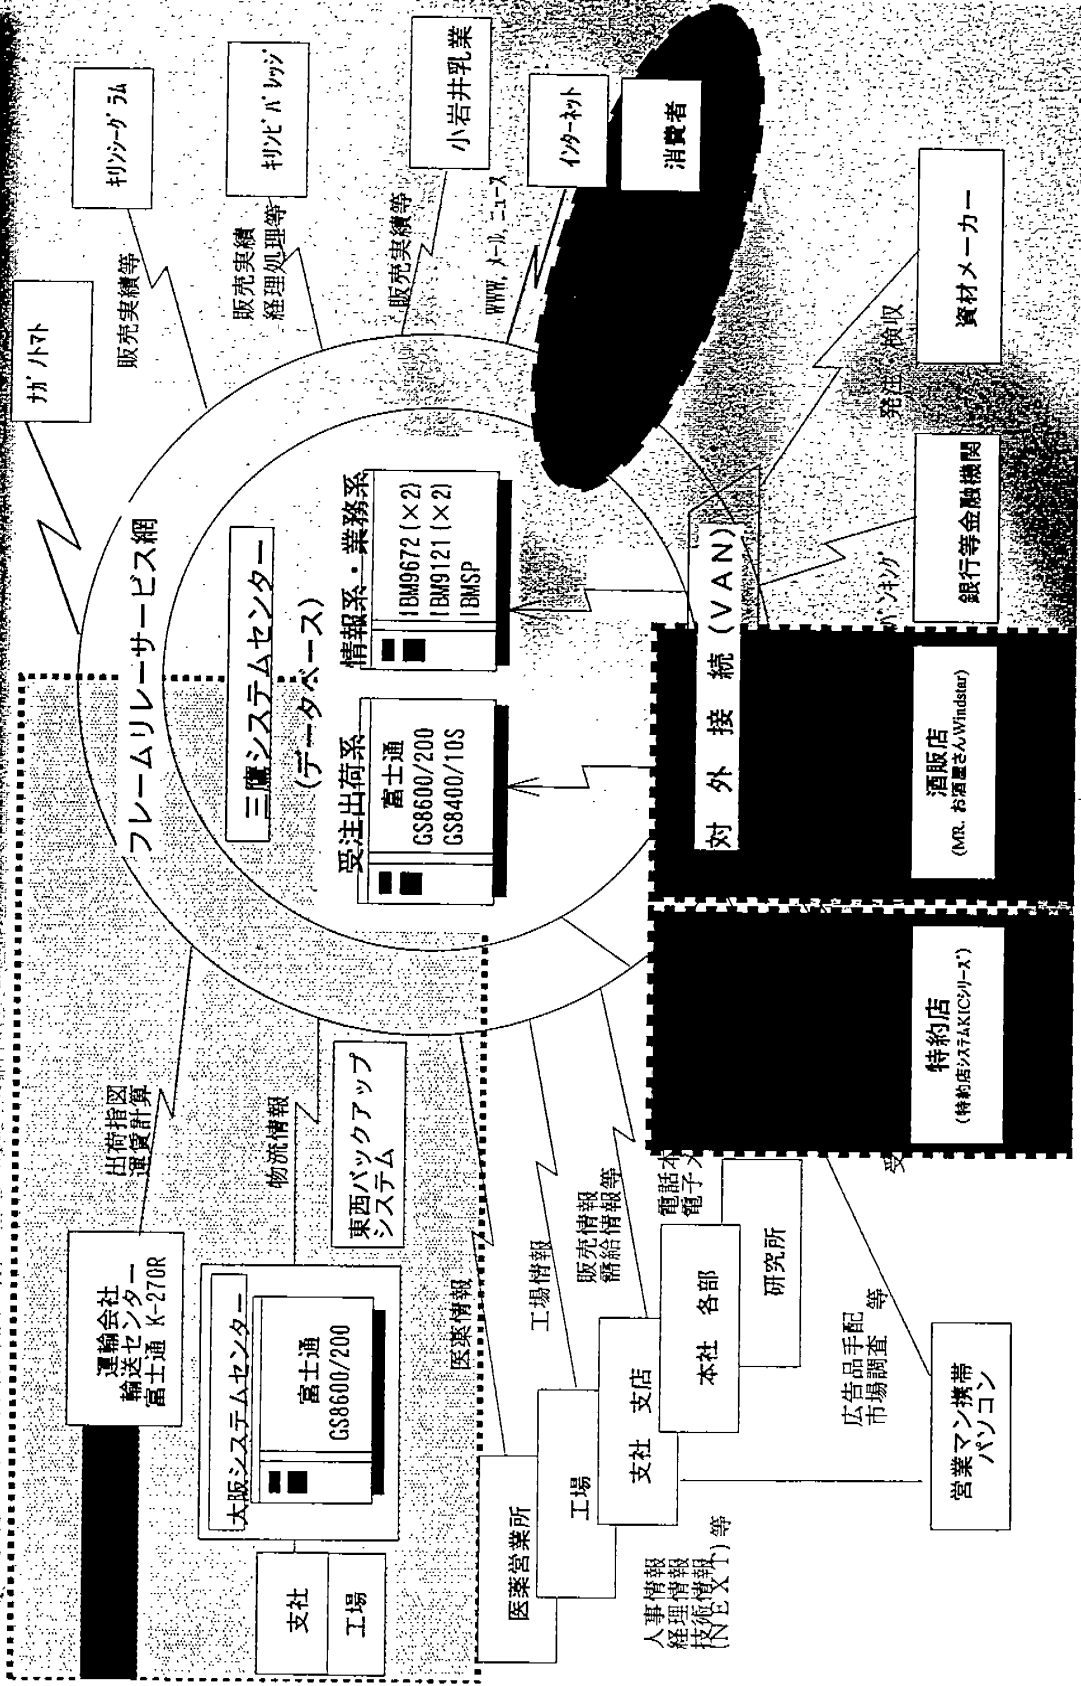 フレームリレーサービス網
三鷹システムセンター
(データベース)
受注出荷系
富士通
GS8600/200
GS8400/10S
情報系・業務系
IBM9672(×2)
IBM9121(×2)
IBMSP
対外接続(VAN)
運輸会社
輸送センター
富士通 K-270R
出荷指図
運賃計算
大阪システムセンター
富士通
GS8600/200
物流情報
東西バックアップ
システム
支社
工場
医薬営業所
医薬情報
工場
工場情報
支社 支店
販売情報
需給情報等
本社 各部
研究所
電話本
電子メ
人事情報
経理情報
技術情報
(NEXT)等
営業マン携帯
パソコン
広告品手配
市場調査 等
受
特約店
(特約店システムKICシリーズ)
酒販店
(MR、お酒屋さんWindstar)
銀行等金融機関
バンキング
資材メーカー
発注・検収
消費者
インターネット
WWW, メール, ニュース
小岩井乳業
販売実績等
キリンビバレッジ
販売実績
経理処理等
キリンシーグラム
販売実績等
ナガノトマト